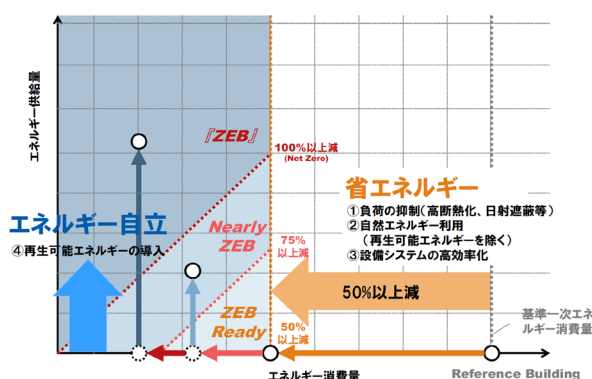 エネルギー供給量
『ZEB』
100%以上減
(Net Zero)
省エネルギー
①負荷の抑制（高断熱化、日射遮蔽等）
②自然エネルギー利用
（再生可能エネルギーを除く）
③設備システムの高効率化
エネルギー自立
④再生可能エネルギーの導入
Nearly
ZEB
75%
以上減
50%以上減
ZEB
Ready
50%
以上減
基準一次エネ
ルギー消費量
エネルギー消費量
Reference Building